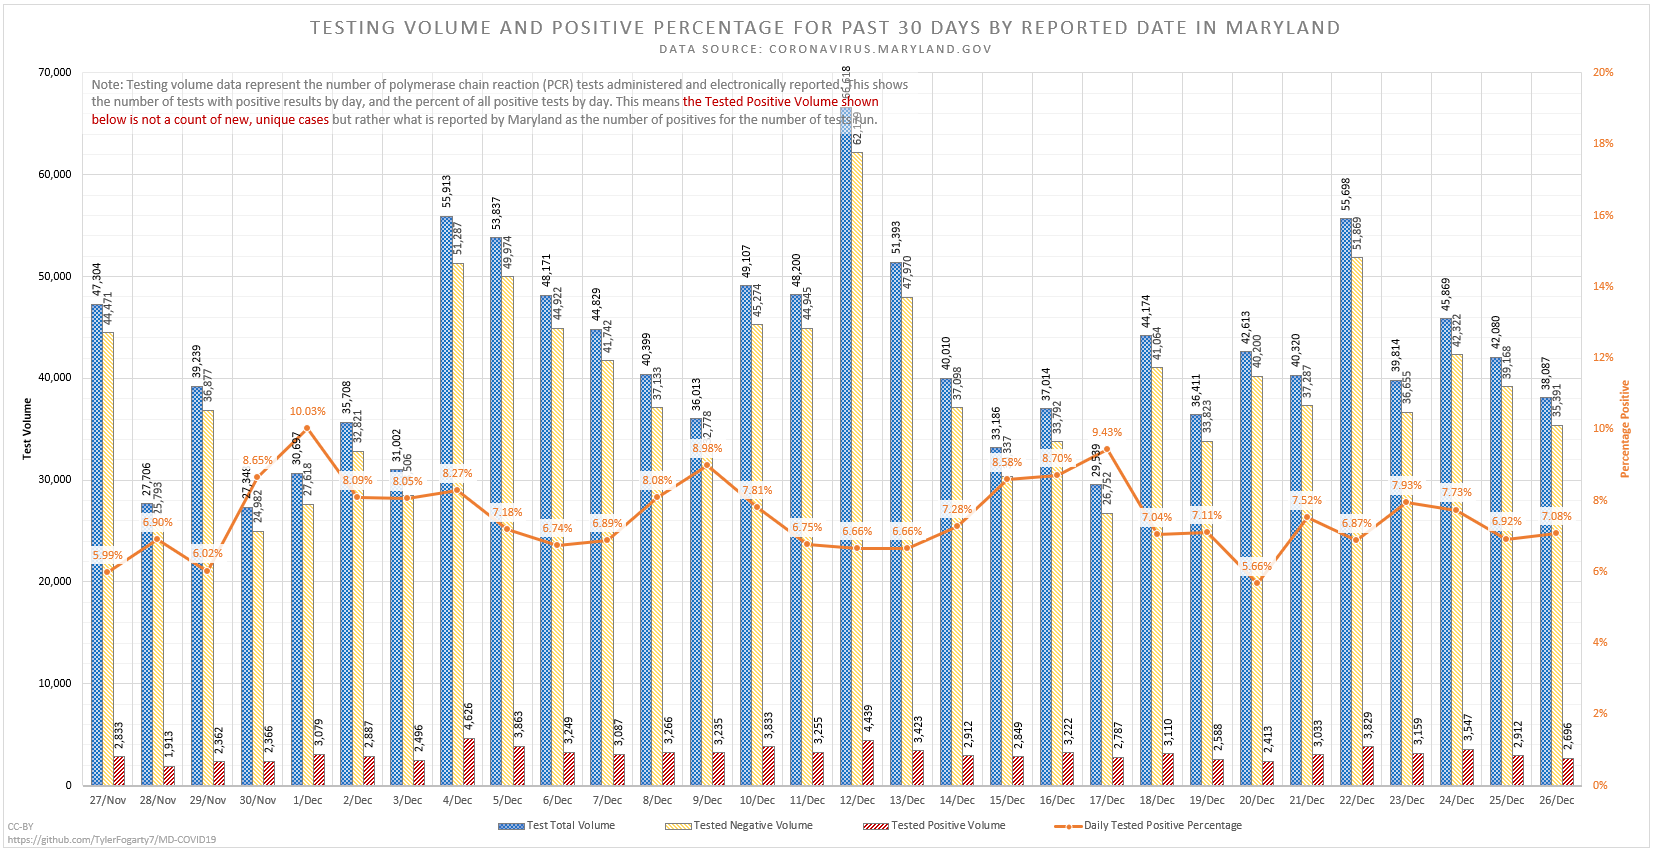 TESTING VOLUME AND POSITIVE PERCENTAGE FOR PAST 30 DAYS BY REPORTED DATE IN MARYLAND
DATA SOURCE: CORONAVIRUS.MARYLAND.GOV
Note: Testing volume data represent the number of polymerase chain reaction (PCR) tests administered and electronically reported. This shows
the number of tests with positive results by day, and the percent of all positive tests by day. This means the Tested Positive Volume shown
below is not a count of new, unique cases but rather what is reported by Maryland as the number of positives for the number of tests run.
Test Volume
70,000
60,000
50,000
40,000
30,000
20,000
10,000
0
47,304 27,706 39,239 27,348 30,697 35,708 31,002 55,913 53,837 48,171 44,829 40,399 36,013 49,107 48,200 66,618 51,393 40,010 33,186 37,014 29,539 44,174 36,411 42,613 40,320 55,698 39,814 45,869 42,080 38,087
44,471 25,793 36,877 24,982 27,618 32,821 51,287 49,974 44,922 41,742 37,133 45,274 44,945 62,179 47,970 37,098 33,792 26,752 41,064 33,823 40,200 37,287 51,869 36,655 42,322 39,168 35,391
5.99% 6.90% 6.02% 8.65% 10.03% 8.09% 8.05% 8.27% 7.18% 6.74% 6.89% 8.08% 8.98% 7.81% 6.75% 6.66% 6.66% 7.28% 8.58% 8.70% 9.43% 7.04% 7.11% 5.66% 7.52% 6.87% 7.93% 7.73% 6.92% 7.08%
2,833 1,913 2,362 2,366 3,079 2,887 2,496 4,626 3,863 3,249 3,087 3,266 3,235 3,833 3,255 4,439 3,423 2,912 2,849 3,222 2,787 3,110 2,588 2,413 3,033 3,829 3,159 3,547 2,912 2,696
27/Nov 28/Nov 29/Nov 30/Nov 1/Dec 2/Dec 3/Dec 4/Dec 5/Dec 6/Dec 7/Dec 8/Dec 9/Dec 10/Dec 11/Dec 12/Dec 13/Dec 14/Dec 15/Dec 16/Dec 17/Dec 18/Dec 19/Dec 20/Dec 21/Dec 22/Dec 23/Dec 24/Dec 25/Dec 26/Dec
20%
18%
16%
14%
12%
10%
8%
6%
4%
2%
0%
Percentage Positive
Test Total Volume Tested Negative Volume Tested Positive Volume Daily Tested Positive Percentage
CC-BY
https://github.com/TylerFogarty7/MD-COVID19